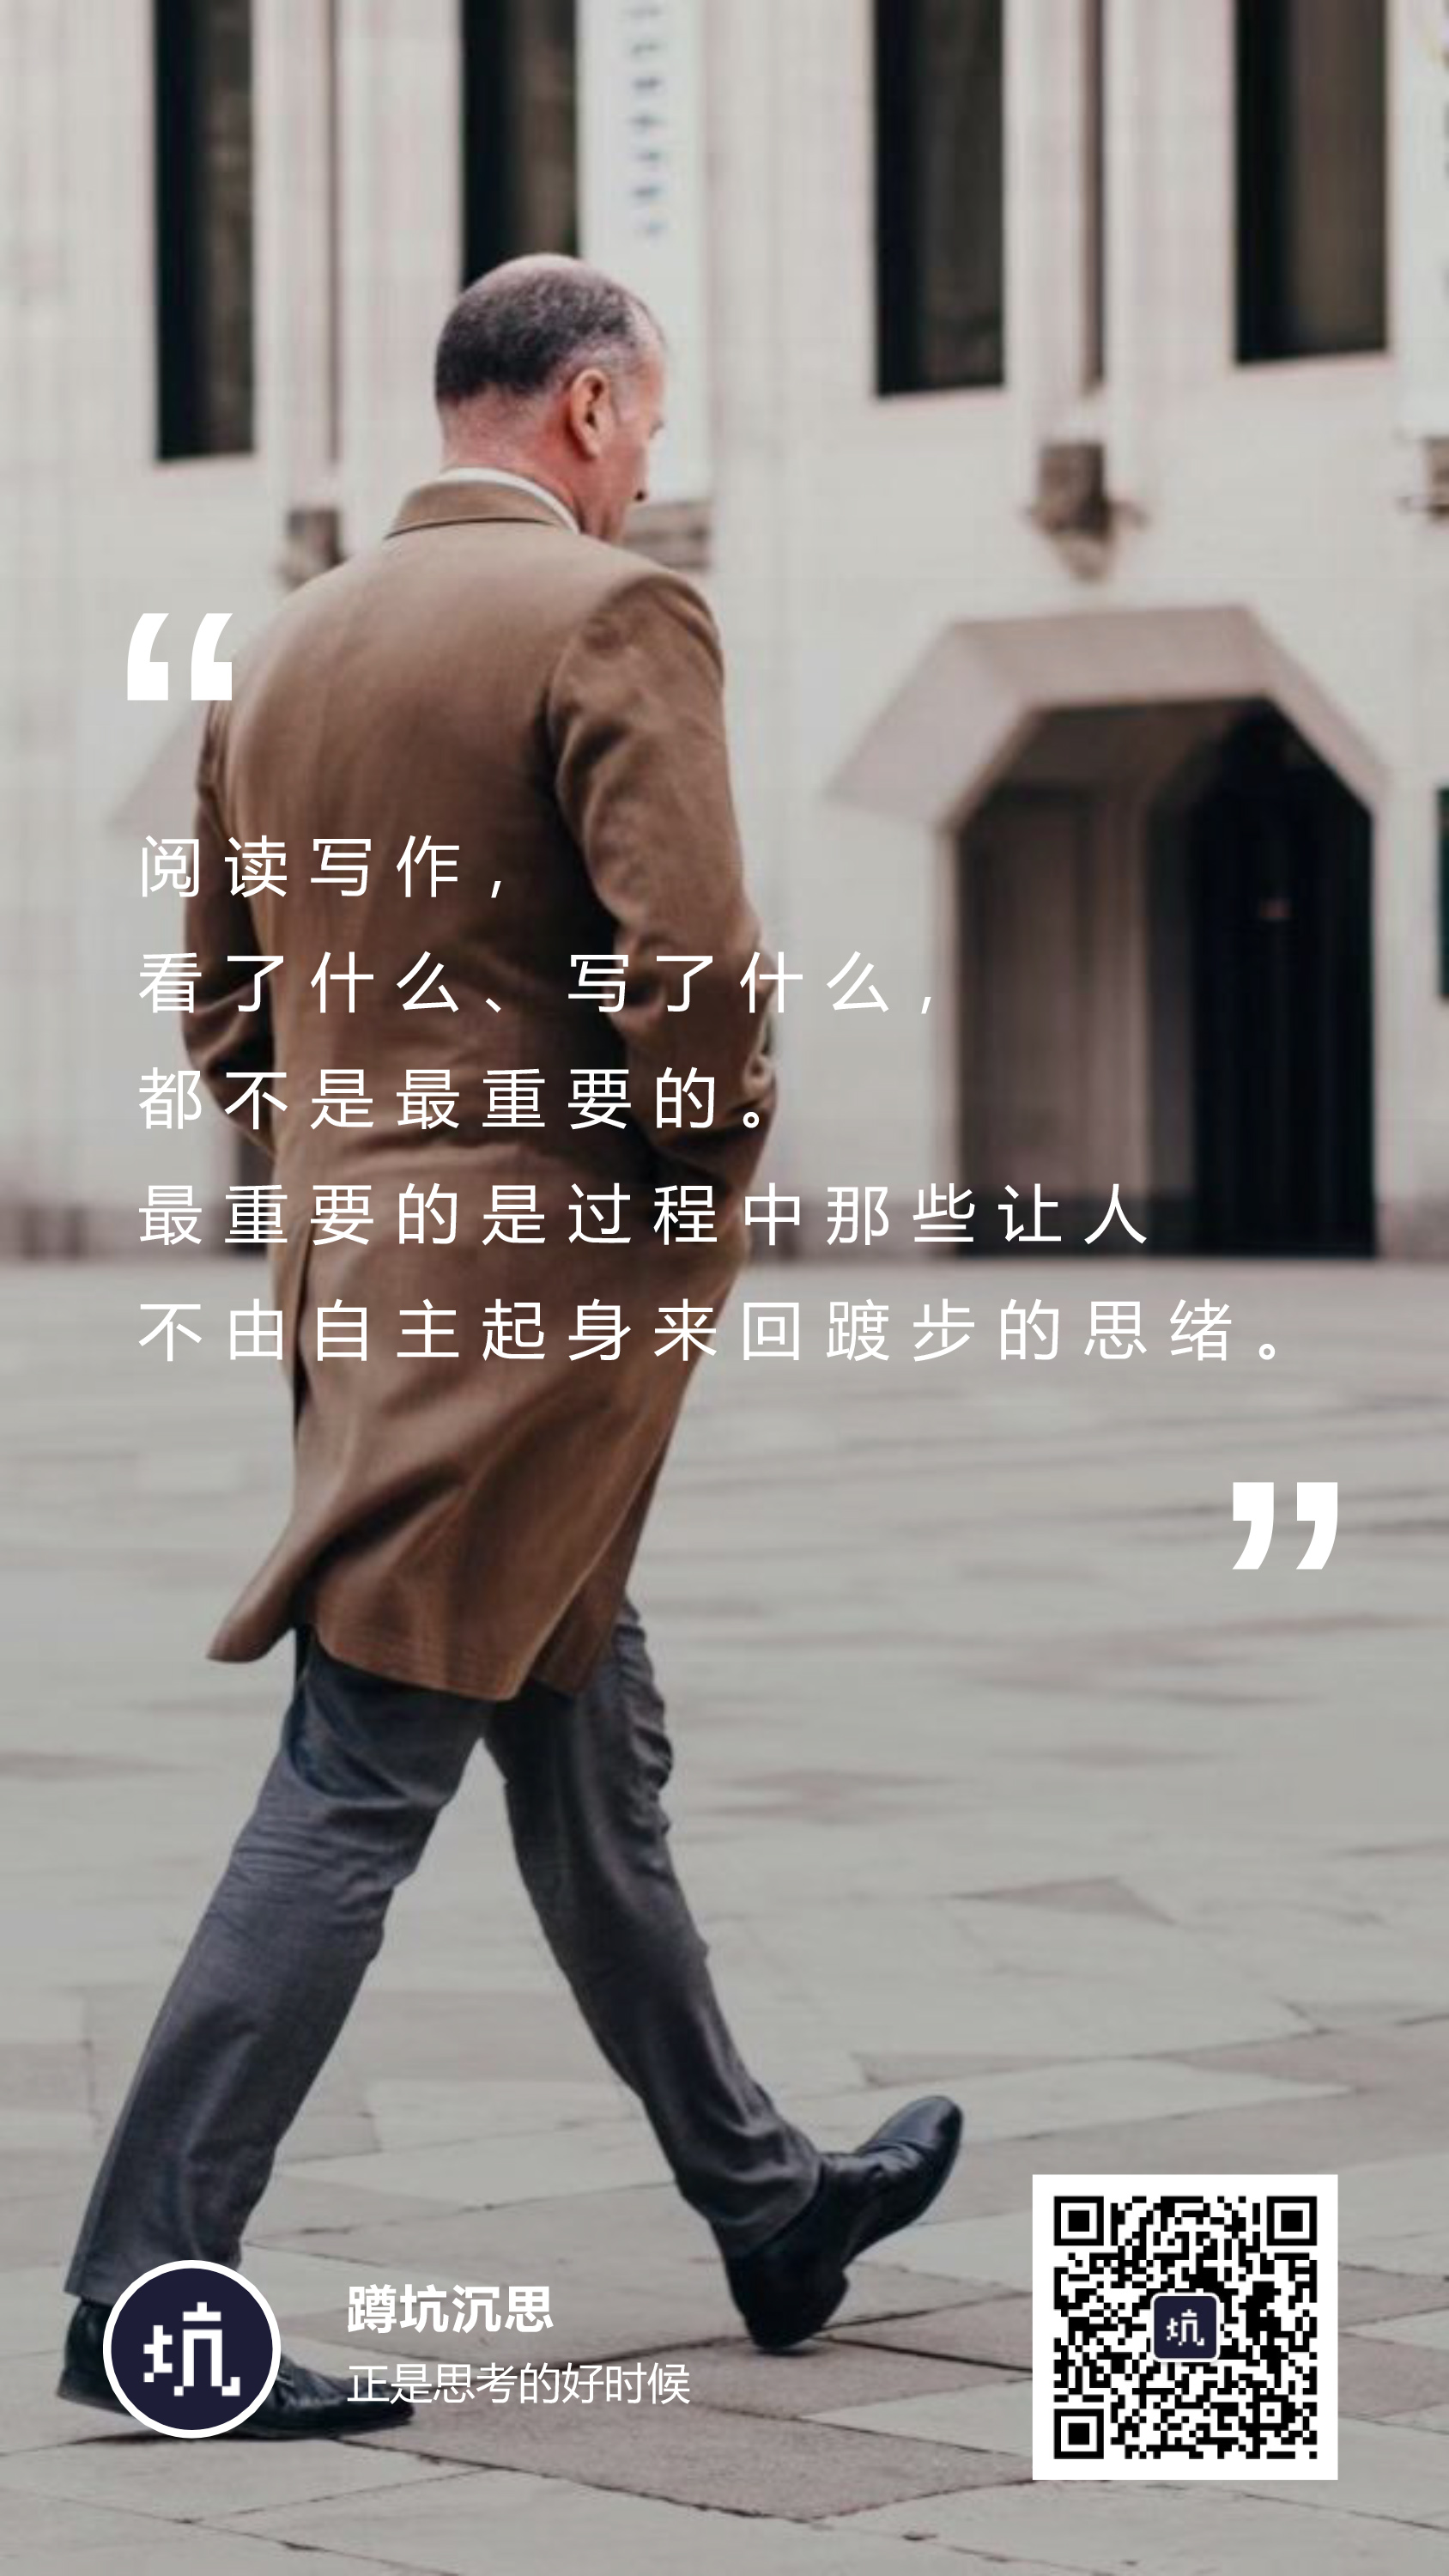 “
阅读写作，
看了什么、写了什么，
都不是最重要的。
最重要的是过程中那些让人
不由自主起身来回踱步的思绪。
”
坑
蹲坑沉思
正是思考的好时候
坑